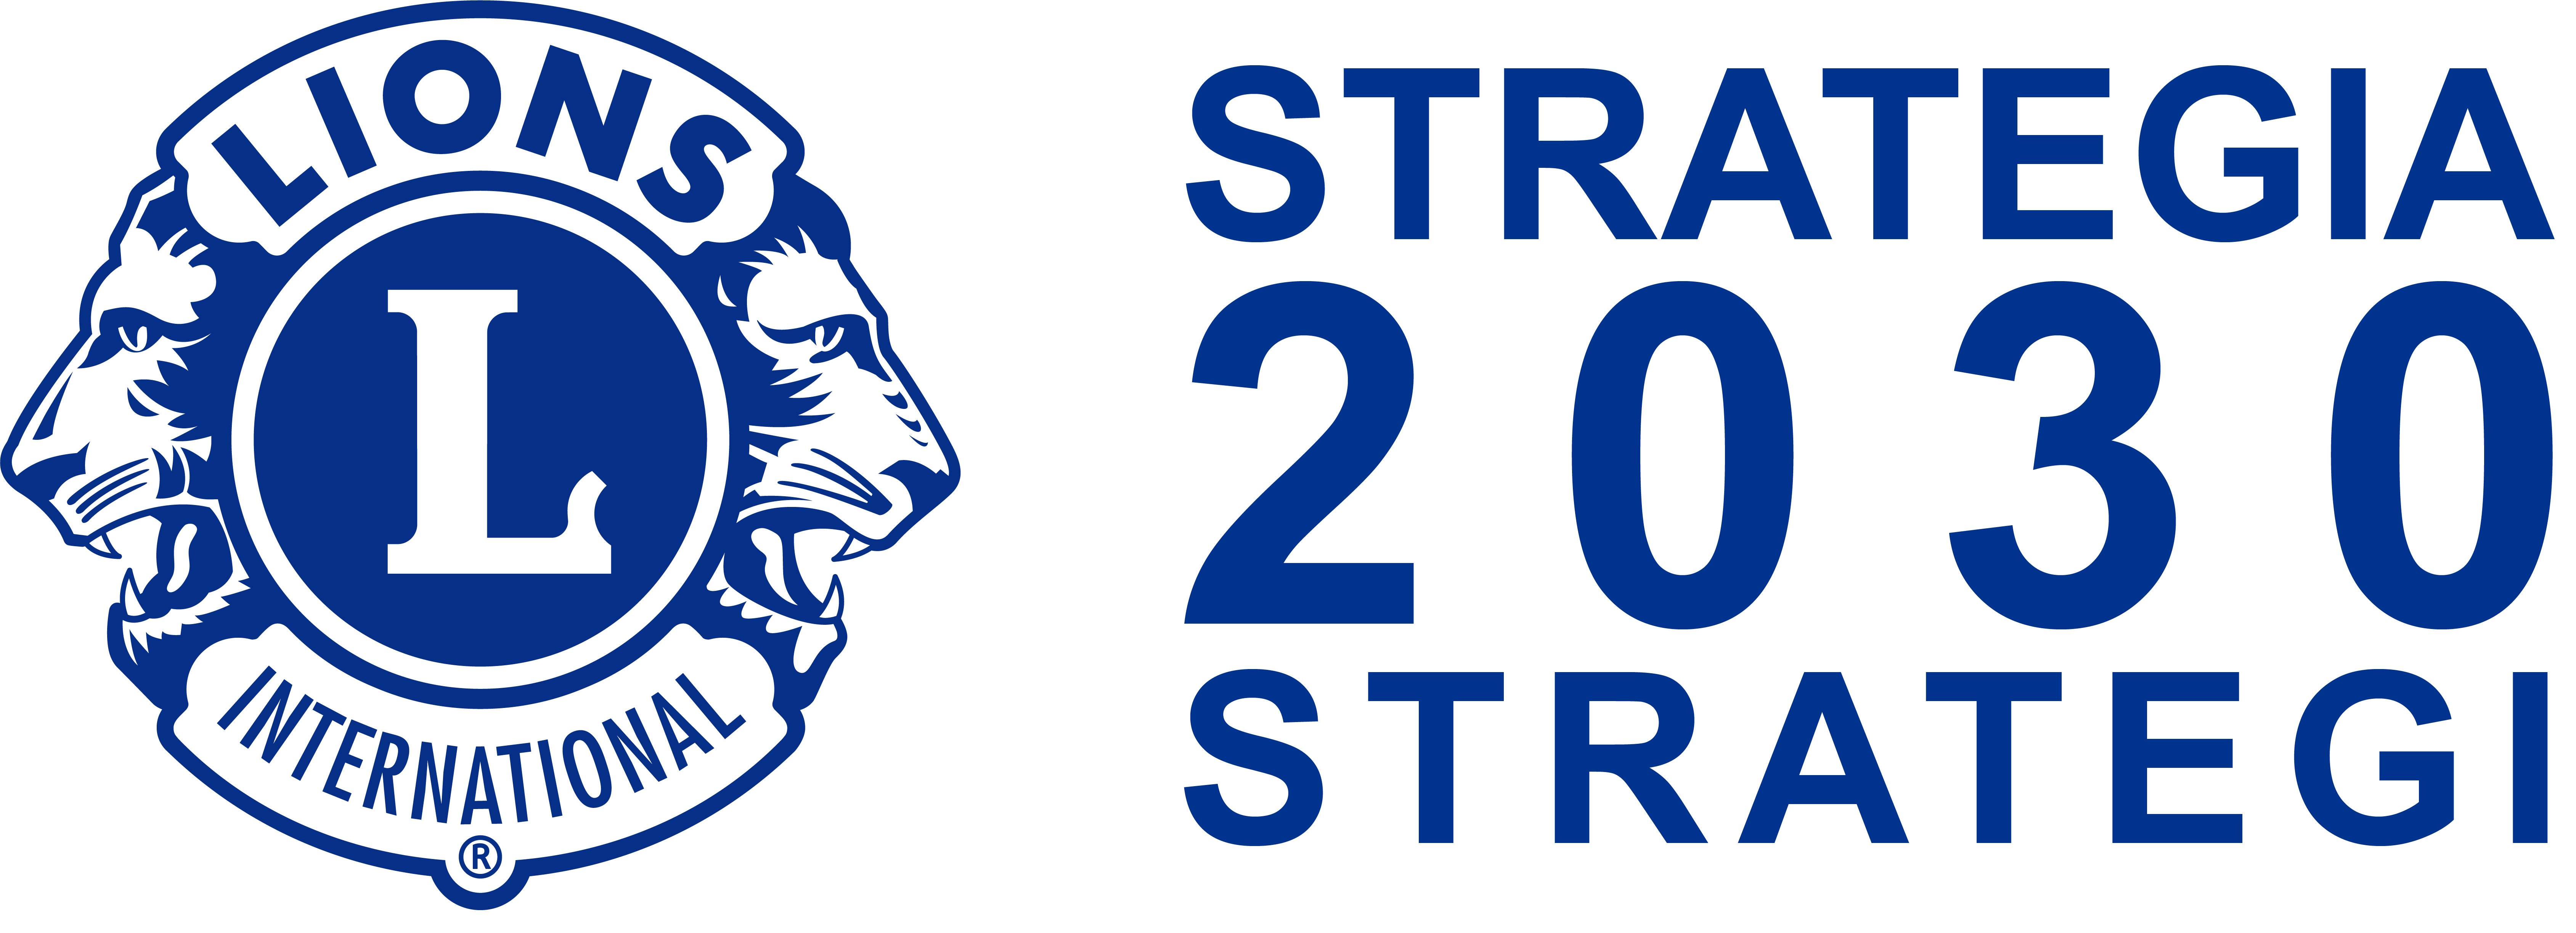 LIONS
L
INTERNATIONAL
®
STRATEGIA
2030
STRATEGI